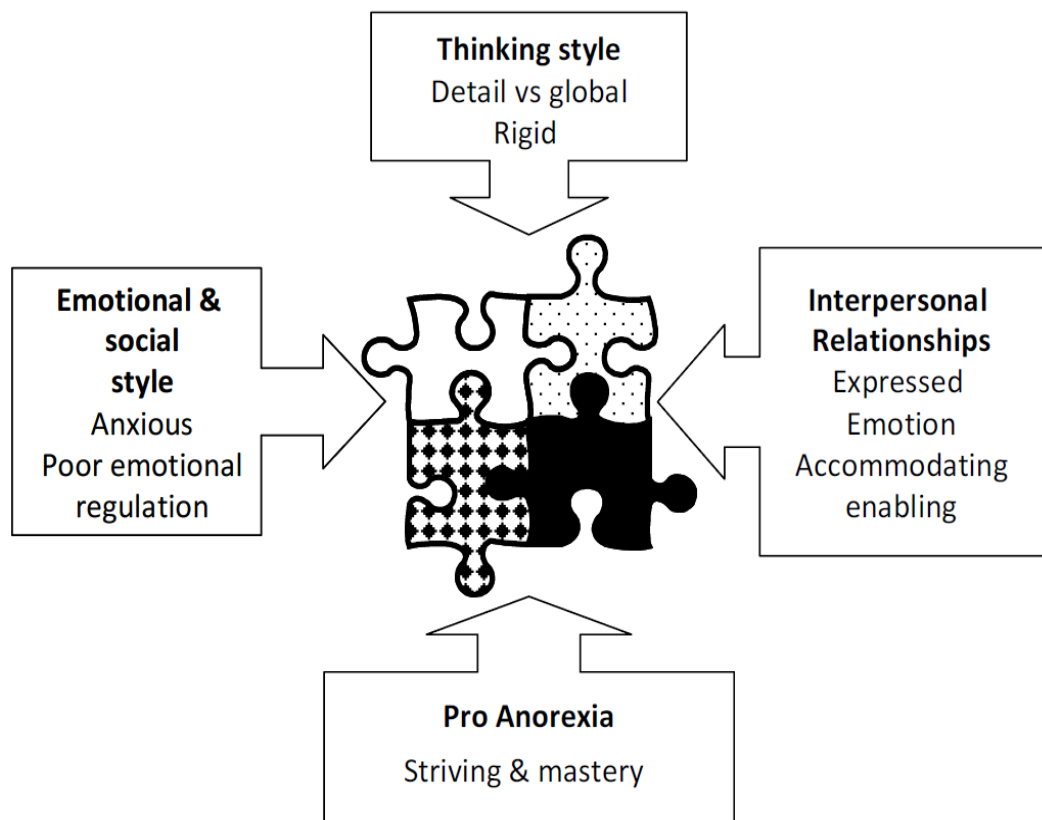 Thinking style
Detail vs global
Rigid
Emotional &
social
style
Anxious
Poor emotional
regulation
Interpersonal
Relationships
Expressed
Emotion
Accommodating
enabling
Pro Anorexia
Striving & mastery